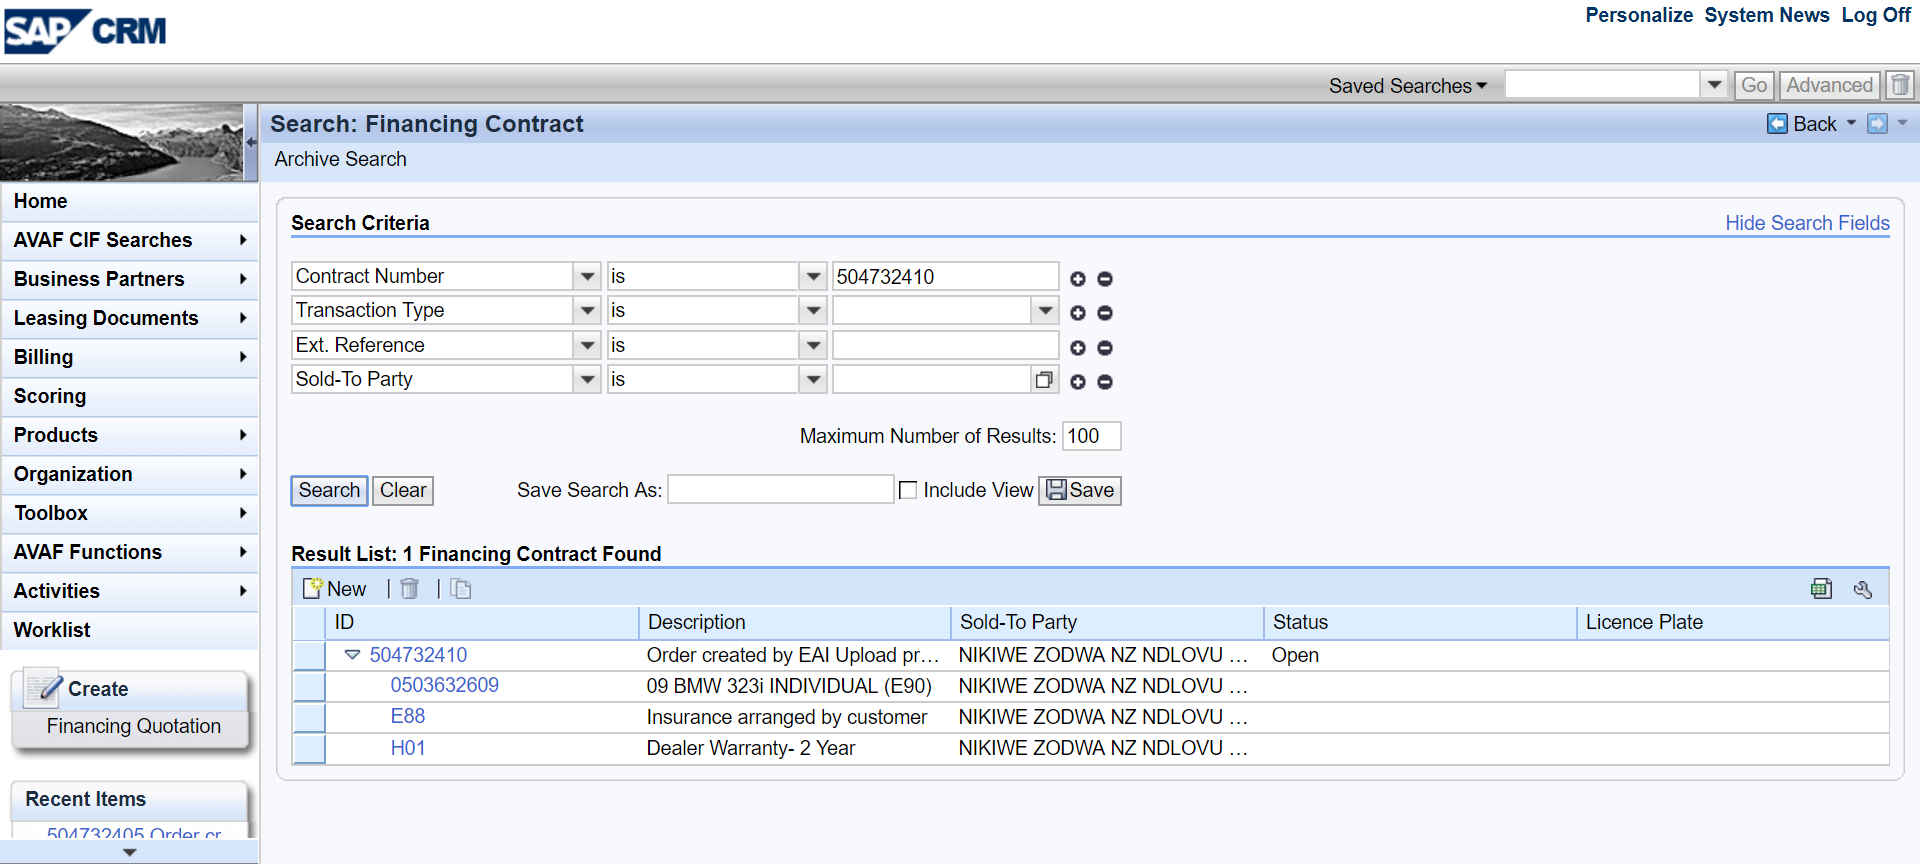 SAP CRM
Personalize System News Log Off
Saved Searches Go Advanced
Search: Financing Contract Back
Archive Search
Home
AVAF CIF Searches
Business Partners
Leasing Documents
Billing
Scoring
Products
Organization
Toolbox
AVAF Functions
Activities
Worklist
Create
Financing Quotation
Recent Items
504732405 Order cr
Search Criteria Hide Search Fields
Contract Number is 504732410
Transaction Type is
Ext. Reference is
Sold-To Party is
Maximum Number of Results: 100
Search Clear Save Search As: Include View Save
Result List: 1 Financing Contract Found
New
ID Description Sold-To Party Status Licence Plate
504732410 Order created by EAI Upload pr... NIKIWE ZODWA NZ NDLOVU ... Open
0503632609 09 BMW 323i INDIVIDUAL (E90) NIKIWE ZODWA NZ NDLOVU ...
E88 Insurance arranged by customer NIKIWE ZODWA NZ NDLOVU ...
H01 Dealer Warranty- 2 Year NIKIWE ZODWA NZ NDLOVU ...